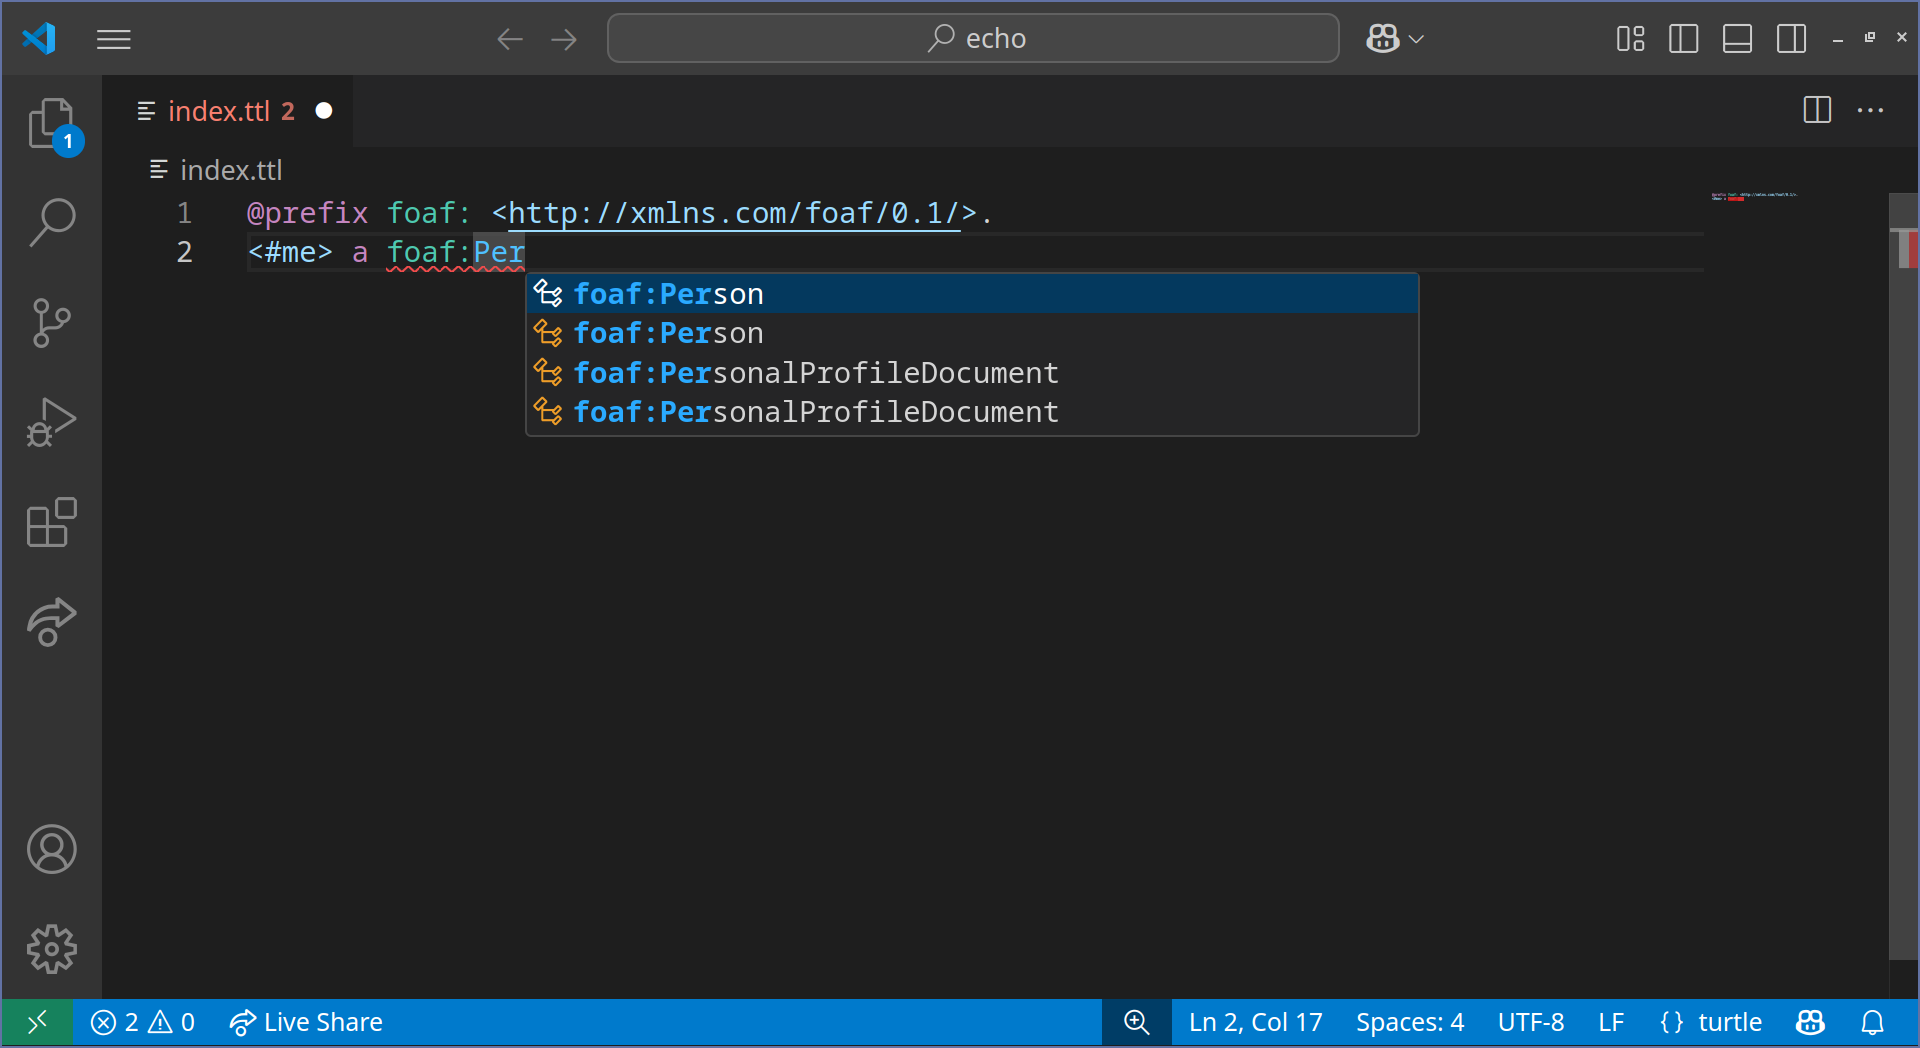 echo
index.ttl 2
1
index.ttl
1 @prefix foaf: <http://xmlns.com/foaf/0.1/>.
2 <#me> a foaf:Per
foaf:Person
foaf:Person
foaf:PersonalProfileDocument
foaf:PersonalProfileDocument
2 0 Live Share Ln 2, Col 17 Spaces: 4 UTF-8 LF {} turtle